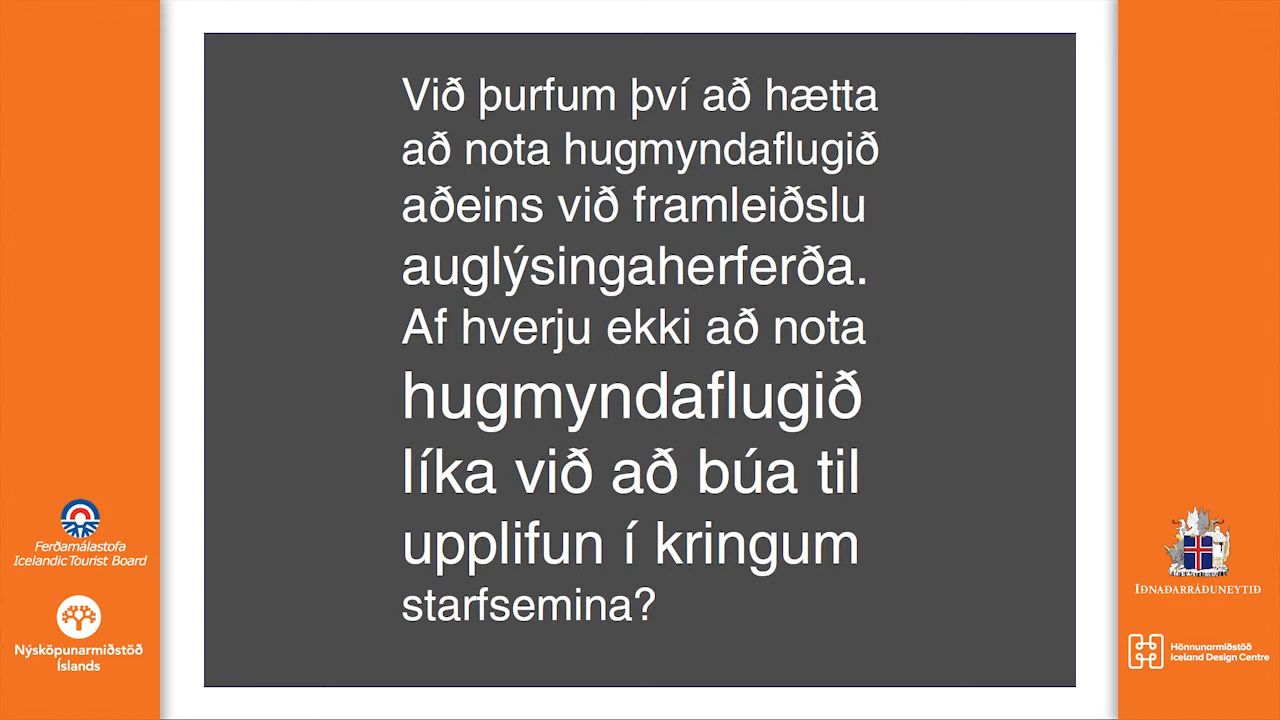 Við þurfum því að hætta
að nota hugmyndaflugið
aðeins við framleiðslu
auglýsingaherferða.
Af hverju ekki að nota
hugmyndaflugið
líka við að búa til
upplifun í kringum
starfsemina?
Ferðamálastofa
Icelandic Tourist Board
Nýsköpunarmiðstöð
Íslands
IÐNAÐARRÁÐUNEYTIÐ
Hönnunarmiðstöð
Iceland Design Centre